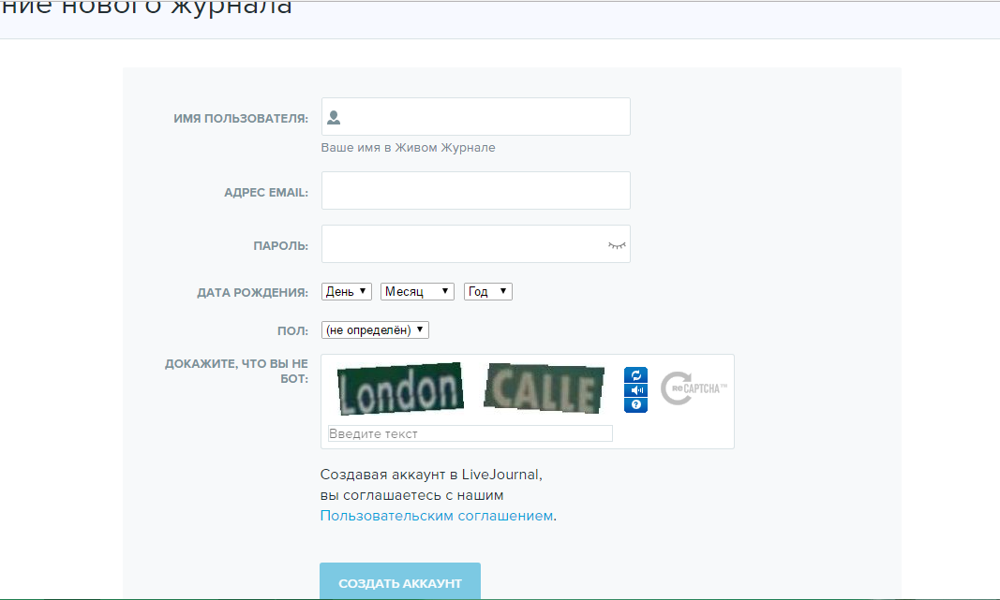 ние нового журнала
ИМЯ ПОЛЬЗОВАТЕЛЯ:
Ваше имя в Живом Журнале
АДРЕС EMAIL:
ПАРОЛЬ:
ДАТА РОЖДЕНИЯ: День Месяц Год
ПОЛ: (не определён)
ДОКАЖИТЕ, ЧТО ВЫ НЕ
БОТ:
London CALLE
reCAPTCHA™
Введите текст
Создавая аккаунт в LiveJournal,
вы соглашаетесь с нашим
Пользовательским соглашением.
СОЗДАТЬ АККАУНТ